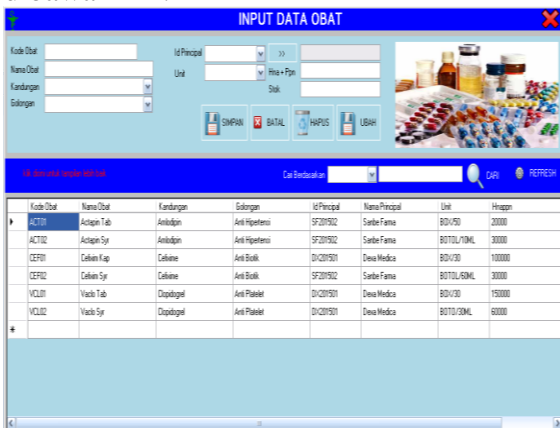 INPUT DATA OBAT
Kode Obat
Nama Obat
Kandungan
Golongan
Id Principal
>>
Unit
Hna + Ppn
Stok
SIMPAN BATAL HAPUS UBAH
Cari Berdasarkan
CARI
REFRESH
Kode Obat Nama Obat Kandungan Golongan Id Principal Nama Principal Unit Hnappn
ACT01 Actapin Tab Amlodipin Anti Hipertensi SF201502 Sanbe Farma BOX/50 20000
ACT02 Actapin Syr Amlodipin Anti Hipertensi SF201502 Sanbe Farma BOTOL/10ML 30000
CEF01 Cefixim Kap Cefixime Anti Biotik DX201501 Dexa Medica BOX/30 100000
CEF02 Cefixim Syr Cefixime Anti Biotik SF201502 Sanbe Farma BOTOL/60ML 30000
VCL01 Vaclo Tab Clopidogrel Anti Platelet DX201501 Dexa Medica BOX/30 150000
VCL02 Vaclo Syr Clopidogrel Anti Platelet DX201501 Dexa Medica BOTO/30ML 60000